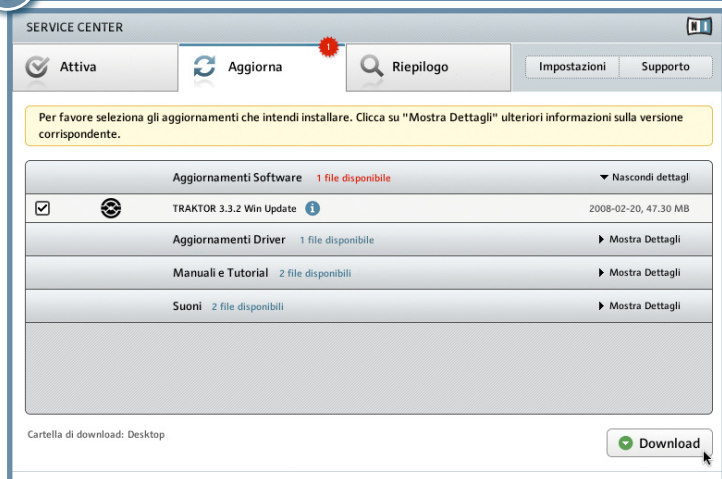 SERVICE CENTER
NI
1
Attiva
Aggiorna
Riepilogo
Impostazioni
Supporto
Per favore seleziona gli aggiornamenti che intendi installare. Clicca su "Mostra Dettagli" ulteriori informazioni sulla versione
corrispondente.
Aggiornamenti Software 1 file disponibile Nascondi dettagl
TRAKTOR 3.3.2 Win Update i 2008-02-20, 47.30 MB
Aggiornamenti Driver 1 file disponibile Mostra Dettagli
Manuali e Tutorial 2 file disponibili Mostra Dettagli
Suoni 2 file disponibili Mostra Dettagli
Cartella di download: Desktop
Download